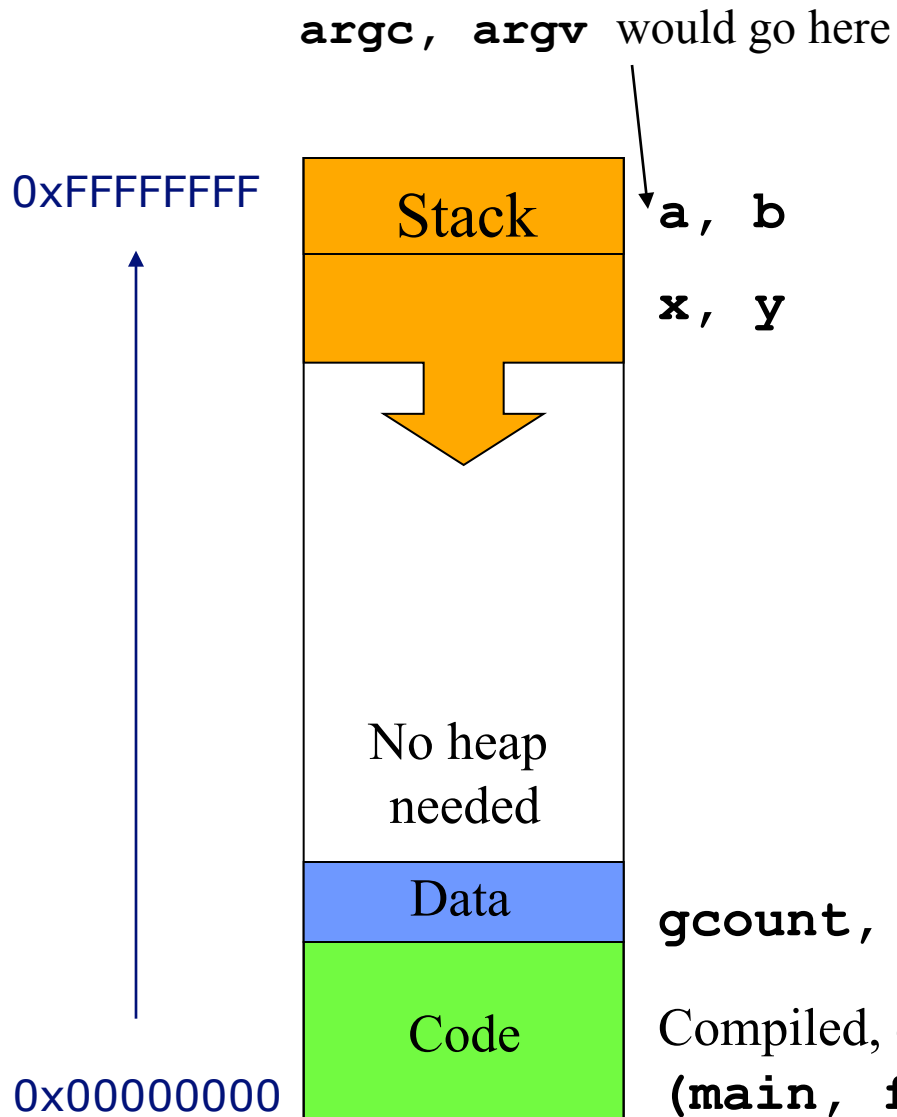 argc, argv would go here
0xFFFFFFFF
Stack
a, b
x, y
No heap
needed
Data
gcount,
Code
Compiled,
0x00000000
(main,